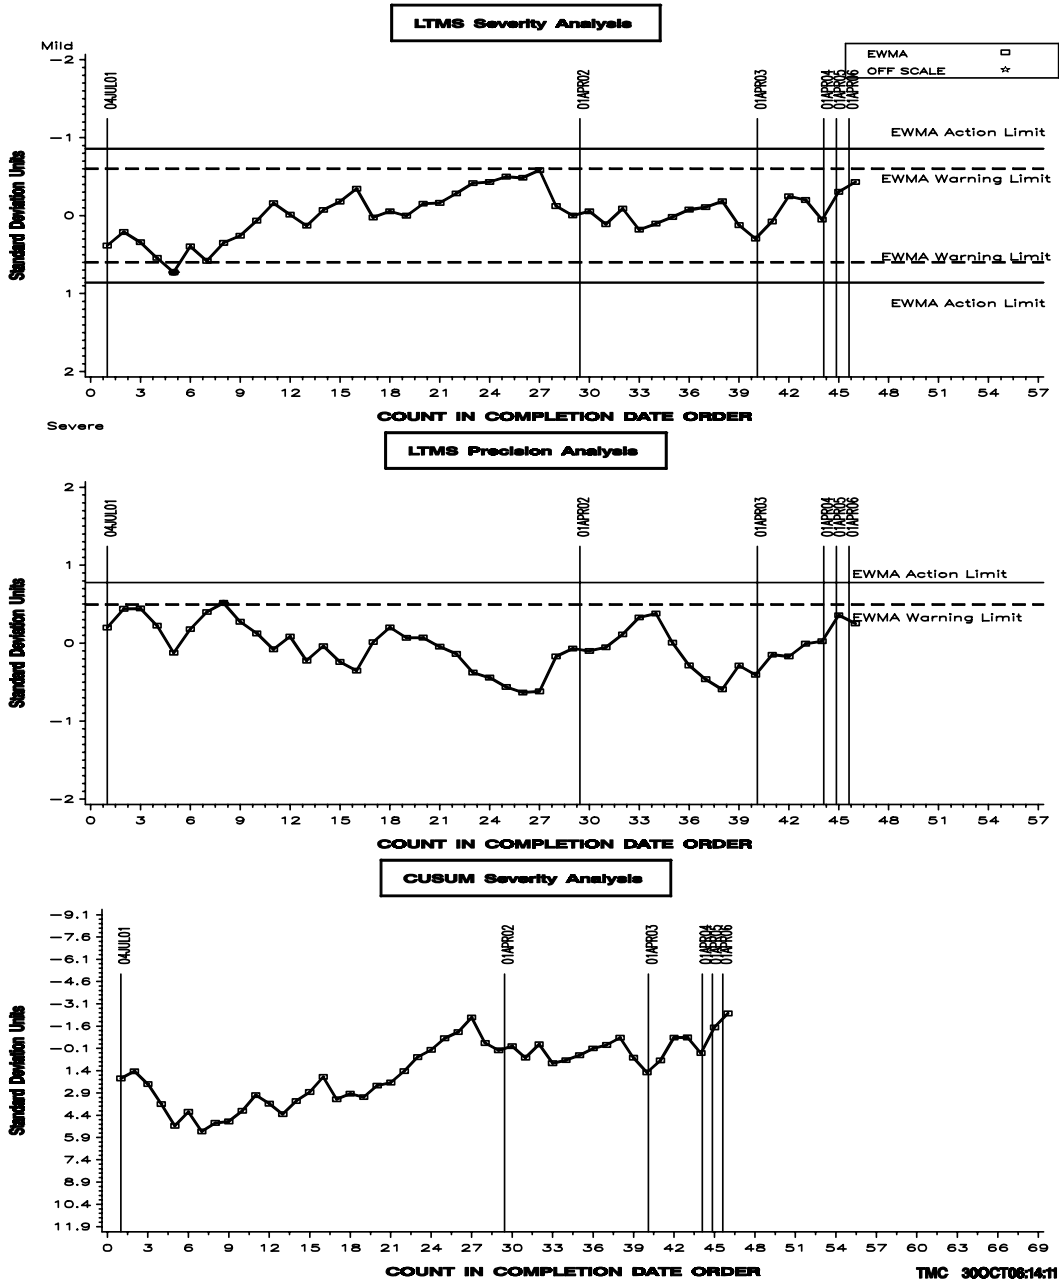 LTMS Severity Analysis
Mild
EWMA
OFF SCALE
04JUL01 01APR02 01APR03 01APR04 01APR05 01APR06
EWMA Action Limit
EWMA Warning Limit
EWMA Warning Limit
EWMA Action Limit
Standard Deviation Units
-2
-1
0
1
2
0 3 6 9 12 15 18 21 24 27 30 33 36 39 42 45 48 51 54 57
COUNT IN COMPLETION DATE ORDER
Severe
LTMS Precision Analysis
04JUL01 01APR02 01APR03 01APR04 01APR05 01APR06
EWMA Action Limit
EWMA Warning Limit
Standard Deviation Units
2
1
0
-1
-2
0 3 6 9 12 15 18 21 24 27 30 33 36 39 42 45 48 51 54 57
COUNT IN COMPLETION DATE ORDER
CUSUM Severity Analysis
04JUL01 01APR02 01APR03 01APR04 01APR05 01APR06
Standard Deviation Units
-9.1
-7.6
-6.1
-4.6
-3.1
-1.6
-0.1
1.4
2.9
4.4
5.9
7.4
8.9
10.4
11.9
0 3 6 9 12 15 18 21 24 27 30 33 36 39 42 45 48 51 54 57 60 63 66 69
COUNT IN COMPLETION DATE ORDER
TMC 30OCT06:14:11